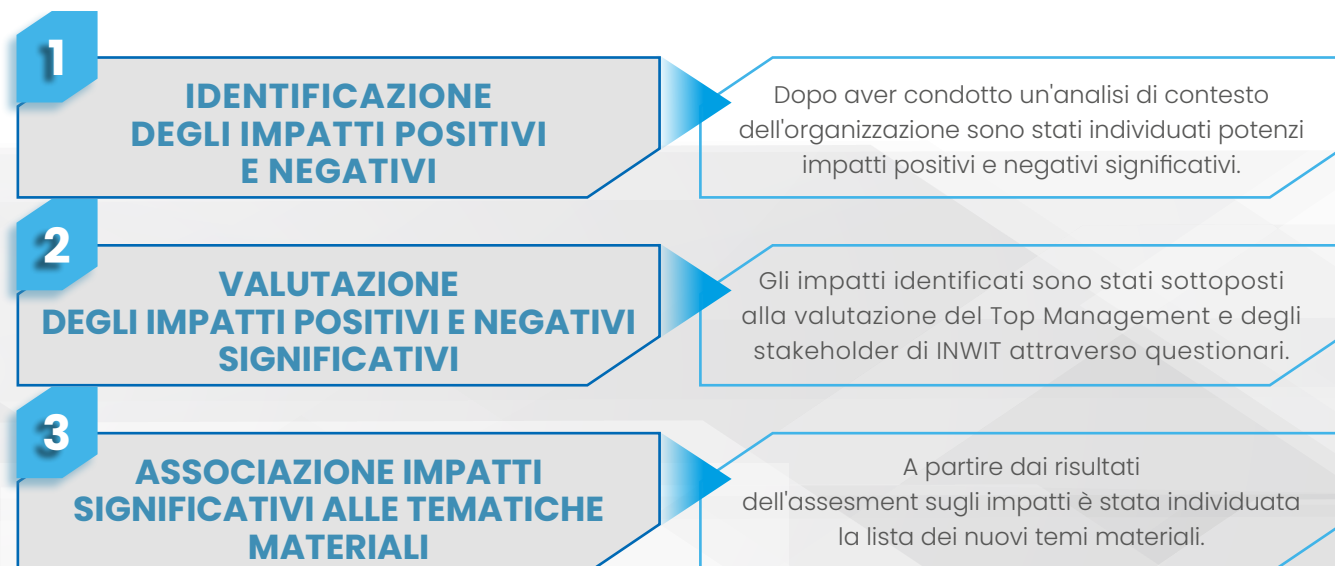 1
IDENTIFICAZIONE
DEGLI IMPATTI POSITIVI
E NEGATIVI
Dopo aver condotto un'analisi di contesto
dell'organizzazione sono stati individuati potenzi
impatti positivi e negativi significativi.
2
VALUTAZIONE
DEGLI IMPATTI POSITIVI E NEGATIVI
SIGNIFICATIVI
Gli impatti identificati sono stati sottoposti
alla valutazione del Top Management e degli
stakeholder di INWIT attraverso questionari.
3
ASSOCIAZIONE IMPATTI
SIGNIFICATIVI ALLE TEMATICHE
MATERIALI
A partire dai risultati
dell'assesment sugli impatti è stata individuata
la lista dei nuovi temi materiali.